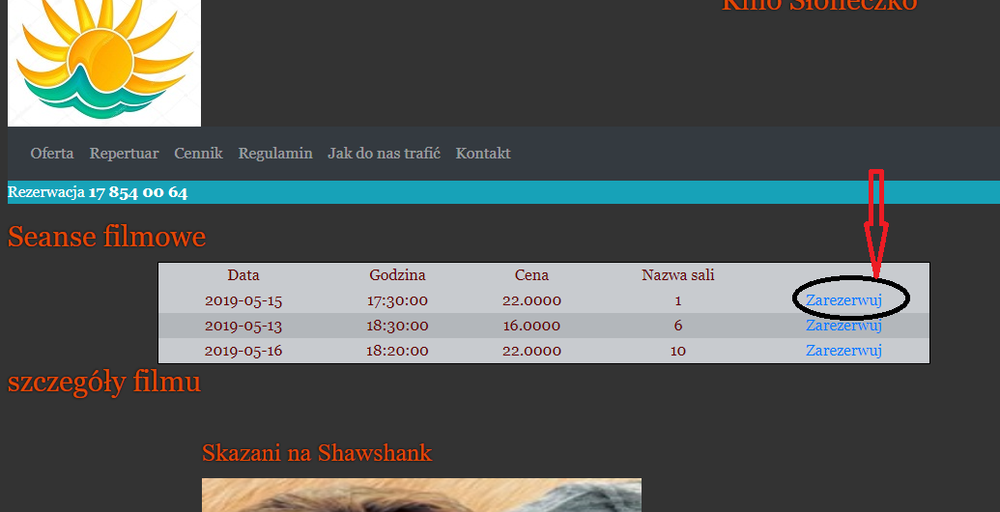 Kino Słoneczko
Oferta Repertuar Cennik Regulamin Jak do nas trafić Kontakt
Rezerwacja 17 854 00 64
Seanse filmowe
Data Godzina Cena Nazwa sali
2019-05-15 17:30:00 22.0000 1 Zarezerwuj
2019-05-13 18:30:00 16.0000 6 Zarezerwuj
2019-05-16 18:20:00 22.0000 10 Zarezerwuj
szczegóły filmu
Skazani na Shawshank